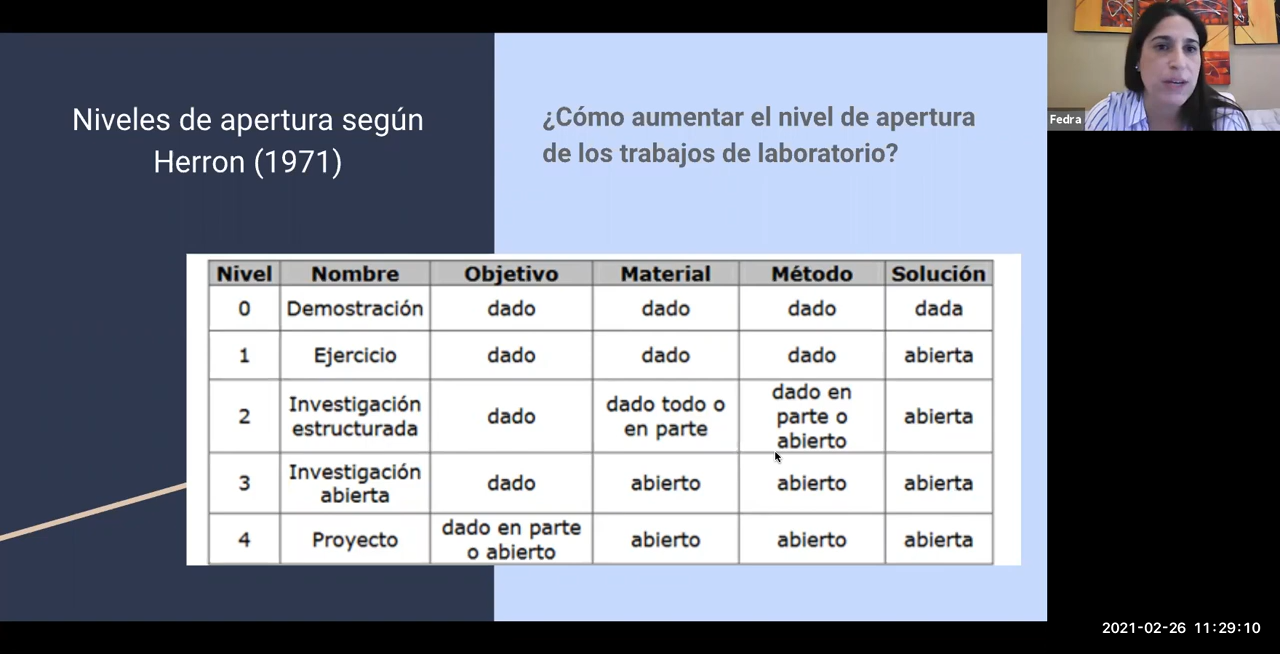 Niveles de apertura según
Herron (1971)
¿Cómo aumentar el nivel de apertura
de los trabajos de laboratorio?
Fedra
Nivel Nombre Objetivo Material Método Solución
0 Demostración dado dado dado dada
1 Ejercicio dado dado dado abierta
2 Investigación estructurada dado dado todo o en parte dado en parte o abierto abierta
3 Investigación abierta dado abierto abierto abierta
4 Proyecto dado en parte o abierto abierto abierto abierta
2021-02-26 11:29:10